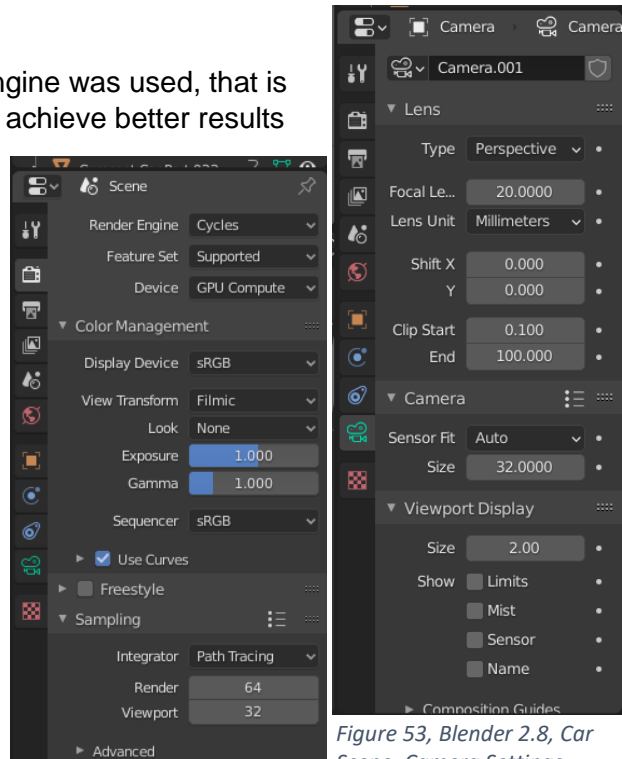 ngine was used, that is
achieve better results
Scene
Render Engine Cycles
Feature Set Supported
Device GPU Compute
Color Management
Display Device sRGB
View Transform Filmic
Look None
Exposure 1.000
Gamma 1.000
Sequencer sRGB
Use Curves
Freestyle
Sampling
Integrator Path Tracing
Render 64
Viewport 32
Advanced
Camera Camera
Camera.001
Lens
Type Perspective
Focal Le... 20.0000
Lens Unit Millimeters
Shift X 0.000
Y 0.000
Clip Start 0.100
End 100.000
Camera
Sensor Fit Auto
Size 32.0000
Viewport Display
Size 2.00
Show Limits
Mist
Sensor
Name
Composition Guides
Figure 53, Blender 2.8, Car
Scene, Camera Settings